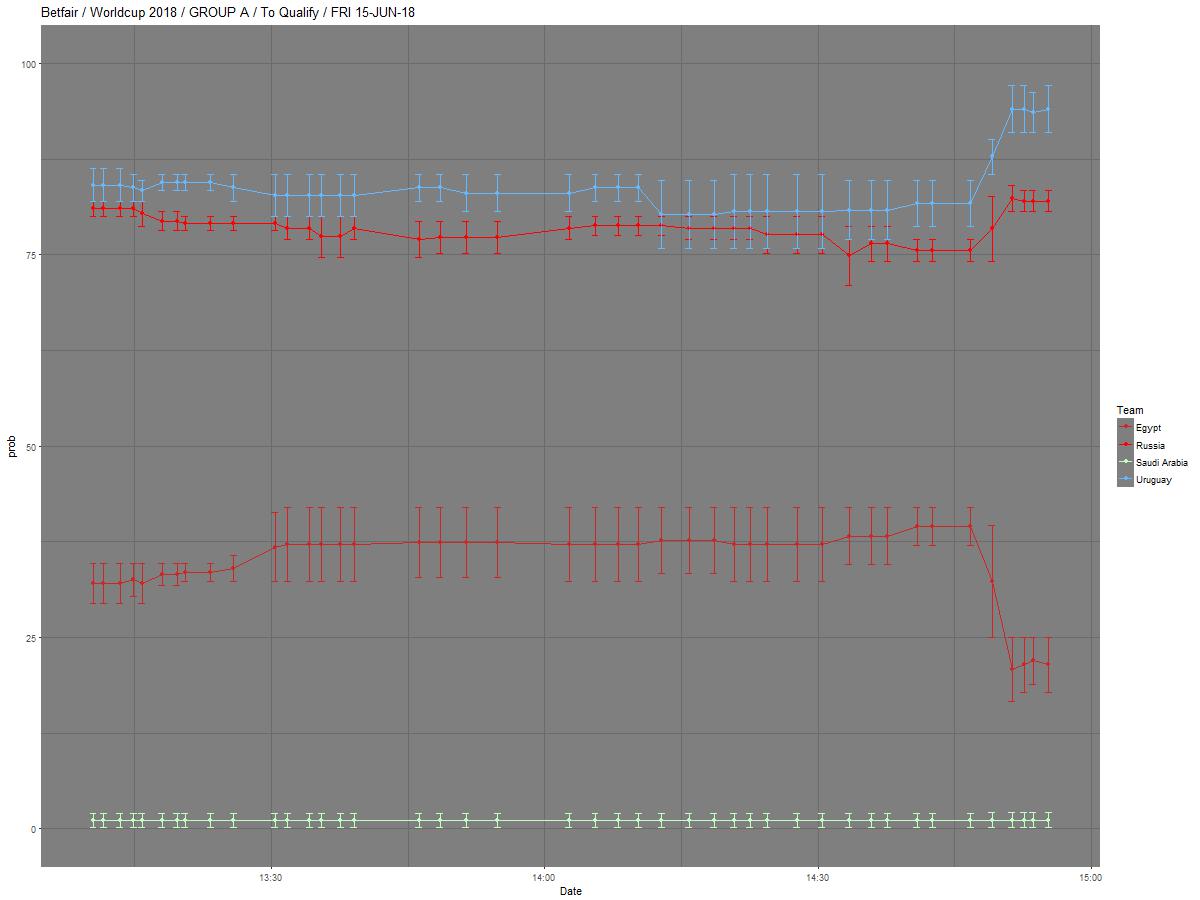 Betfair / Worldcup 2018 / GROUP A / To Qualify / FRI 15-JUN-18
100
75
50
25
0
prob
13:30
14:00
14:30
15:00
Date
Team
Egypt
Russia
Saudi Arabia
Uruguay